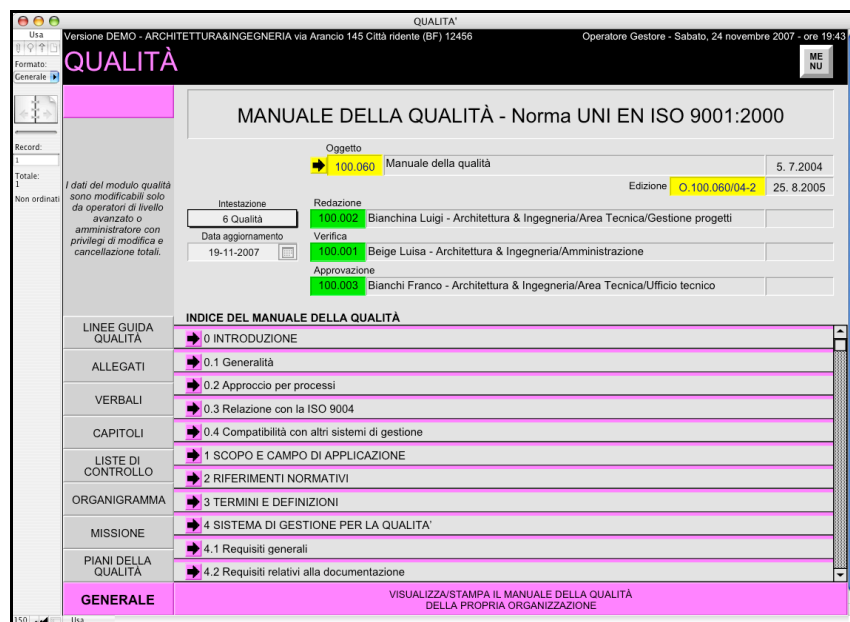 QUALITA'
Usa
Versione DEMO - ARCHITETTURA&INGEGNERIA via Arancio 145 Città ridente (BF) 12456
Operatore Gestore - Sabato, 24 novembre 2007 - ore 19:43
Formato:
Generale
QUALITÀ
ME
NU
Record:
1
Totale:
1
Non ordinati
MANUALE DELLA QUALITÀ - Norma UNI EN ISO 9001:2000
Oggetto
100.060 Manuale della qualità 5. 7.2004
Edizione O.100.060/04-2 25. 8.2005
I dati del modulo qualità
sono modificabili solo
da operatori di livello
avanzato o
amministratore con
privilegi di modifica e
cancellazione totali.
Intestazione
6 Qualità
Data aggiornamento
19-11-2007
Redazione
100.002 Bianchina Luigi - Architettura & Ingegneria/Area Tecnica/Gestione progetti
Verifica
100.001 Beige Luisa - Architettura & Ingegneria/Amministrazione
Approvazione
100.003 Bianchi Franco - Architettura & Ingegneria/Area Tecnica/Ufficio tecnico
INDICE DEL MANUALE DELLA QUALITÀ
0 INTRODUZIONE
0.1 Generalità
0.2 Approccio per processi
0.3 Relazione con la ISO 9004
0.4 Compatibilità con altri sistemi di gestione
1 SCOPO E CAMPO DI APPLICAZIONE
2 RIFERIMENTI NORMATIVI
3 TERMINI E DEFINIZIONI
4 SISTEMA DI GESTIONE PER LA QUALITA'
4.1 Requisiti generali
4.2 Requisiti relativi alla documentazione
LINEE GUIDA
QUALITÀ
ALLEGATI
VERBALI
CAPITOLI
LISTE DI
CONTROLLO
ORGANIGRAMMA
MISSIONE
PIANI DELLA
QUALITÀ
GENERALE
VISUALIZZA/STAMPA IL MANUALE DELLA QUALITÀ
DELLA PROPRIA ORGANIZZAZIONE
150
Usa